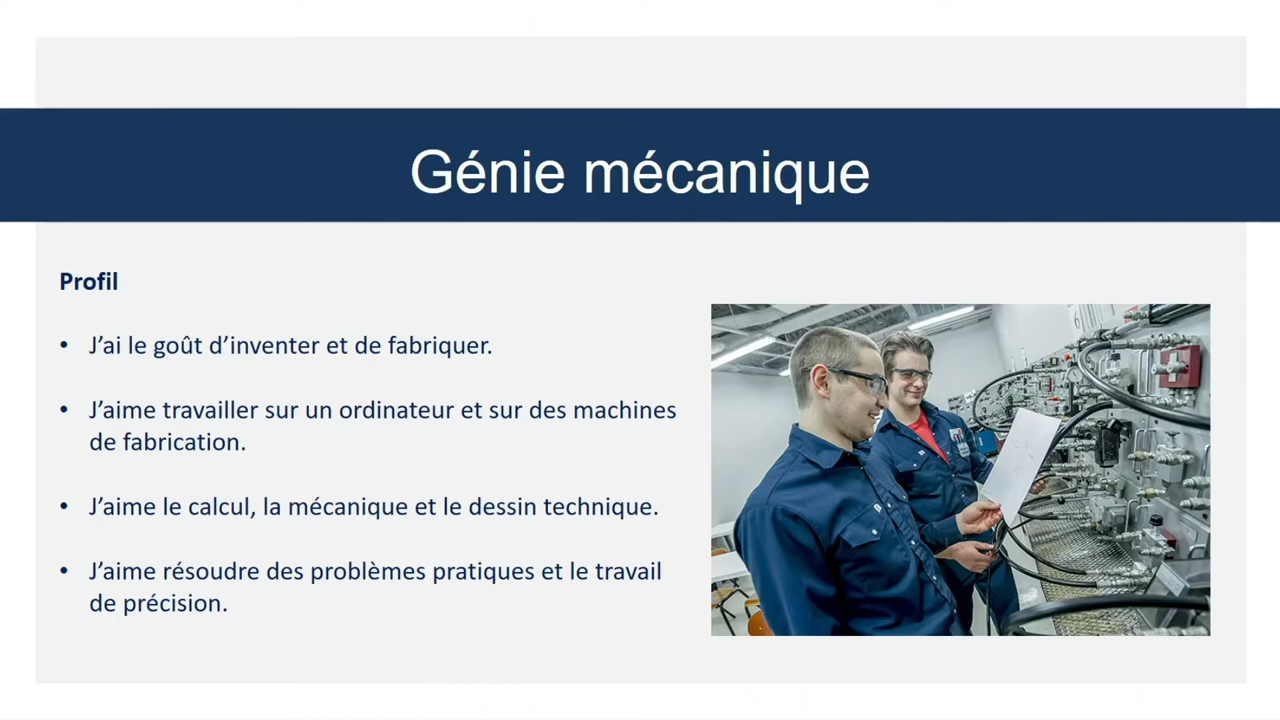 Génie mécanique
Profil
• J’ai le goût d’inventer et de fabriquer.
• J’aime travailler sur un ordinateur et sur des machines
de fabrication.
• J’aime le calcul, la mécanique et le dessin technique.
• J’aime résoudre des problèmes pratiques et le travail
de précision.
6